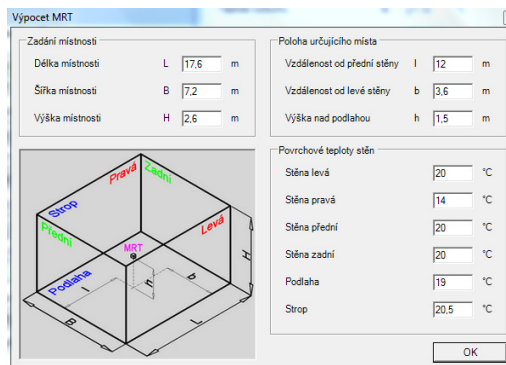 Výpocet MRT
Zadání místnosti
Délka místnosti L 17,6 m
Šířka místnosti B 7,2 m
Výška místnosti H 2,6 m
Poloha určujícího místa
Vzdálenost od přední stěny l 12 m
Vzdálenost od levé stěny b 3,6 m
Výška nad podlahou h 1,5 m
Pravá
Zadní
Strop
Přední
Levá
MRT
Podlaha
l
h
b
H
B
L
Povrchové teploty stěn
Stěna levá 20 °C
Stěna pravá 14 °C
Stěna přední 20 °C
Stěna zadní 20 °C
Podlaha 19 °C
Strop 20,5 °C
OK